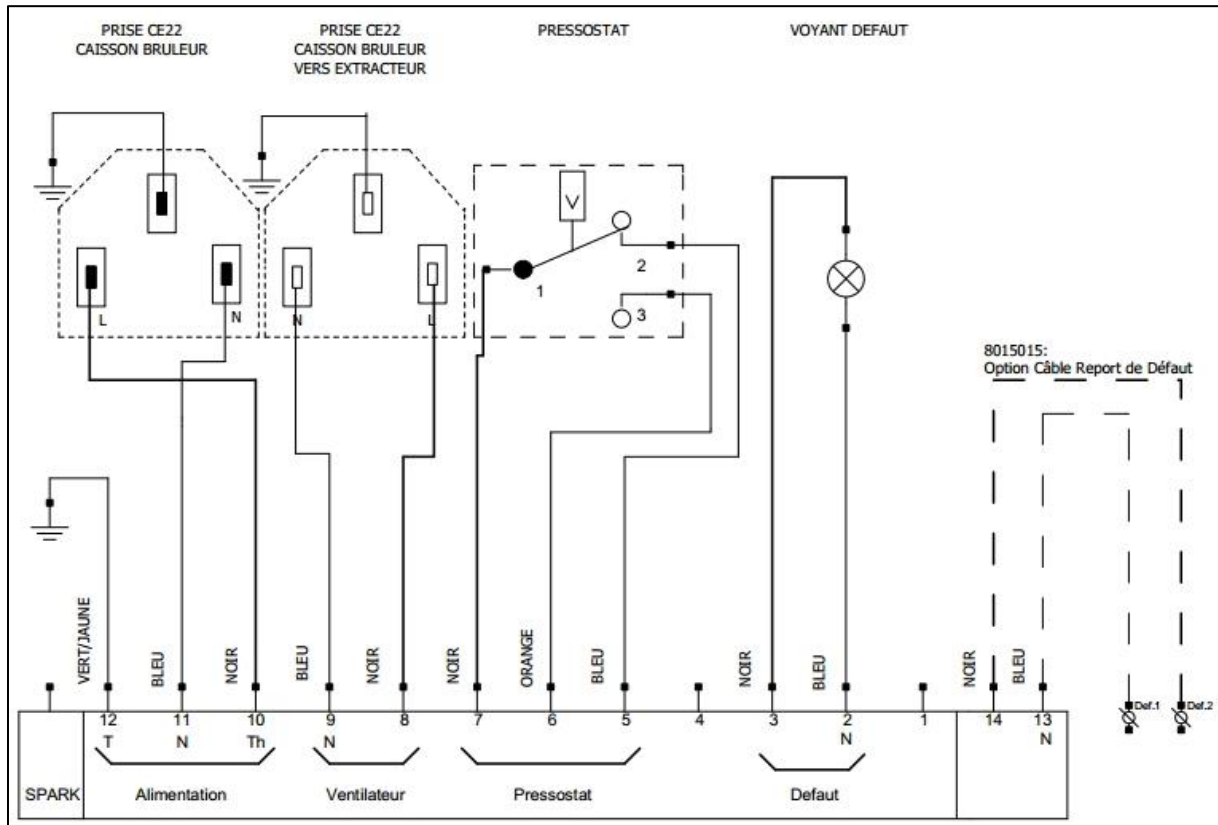 PRISE CE22
CAISSON BRULEUR
PRISE CE22
CAISSON BRULEUR
VERS EXTRACTEUR
PRESSOSTAT
VOYANT DEFAUT
L
N
N
L
V
1
2
3
8015015:
Option Câble Report de Défaut
VERT/JAUNE
BLEU
NOIR
BLEU
NOIR
NOIR
ORANGE
BLEU
NOIR
BLEU
NOIR
BLEU
Def.1
Def.2
12 11 10 9 8 7 6 5 4 3 2 1 14 13
T N Th N N N
SPARK Alimentation Ventilateur Pressostat Defaut